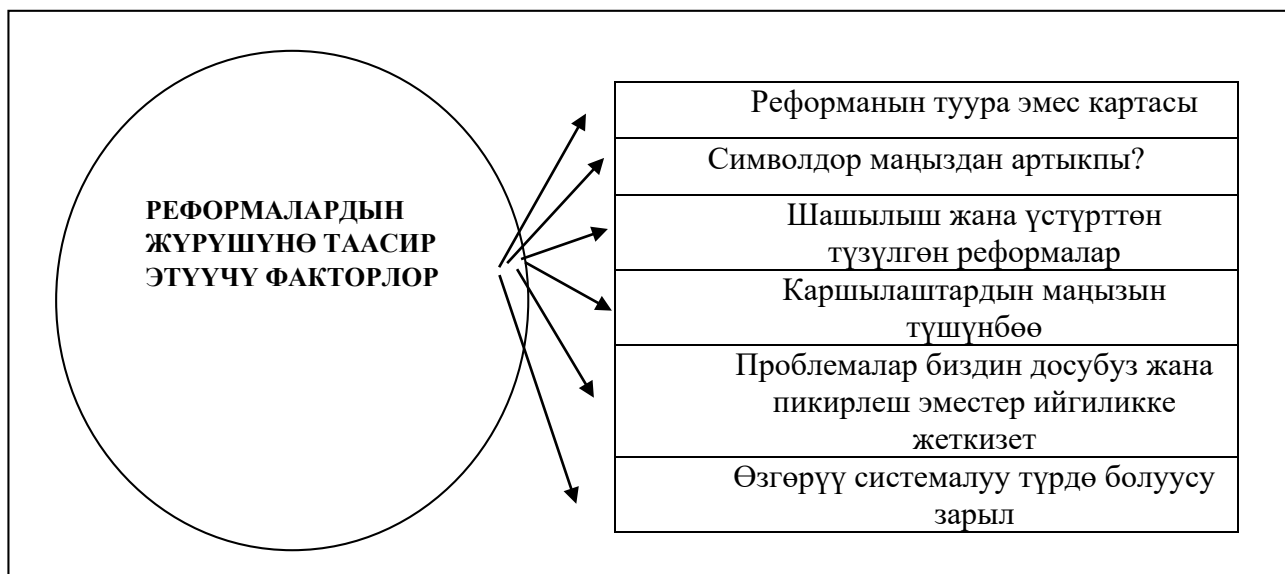 РЕФОРМАЛАРДЫН
ЖҮРҮШҮНӨ ТААСИР
ЭТҮҮЧҮ ФАКТОРЛОР
Реформанын туура эмес картасы
Символдор маңыздан артыкпы?
Шашылыш жана үстүрттөн
түзүлгөн реформалар
Каршылаштардын маңызын
түшүнбөө
Проблемалар биздин досубуз жана
пикирлеш эместер ийгиликке
жеткизет
Өзгөрүү системалуу түрдө болуусу
зарыл